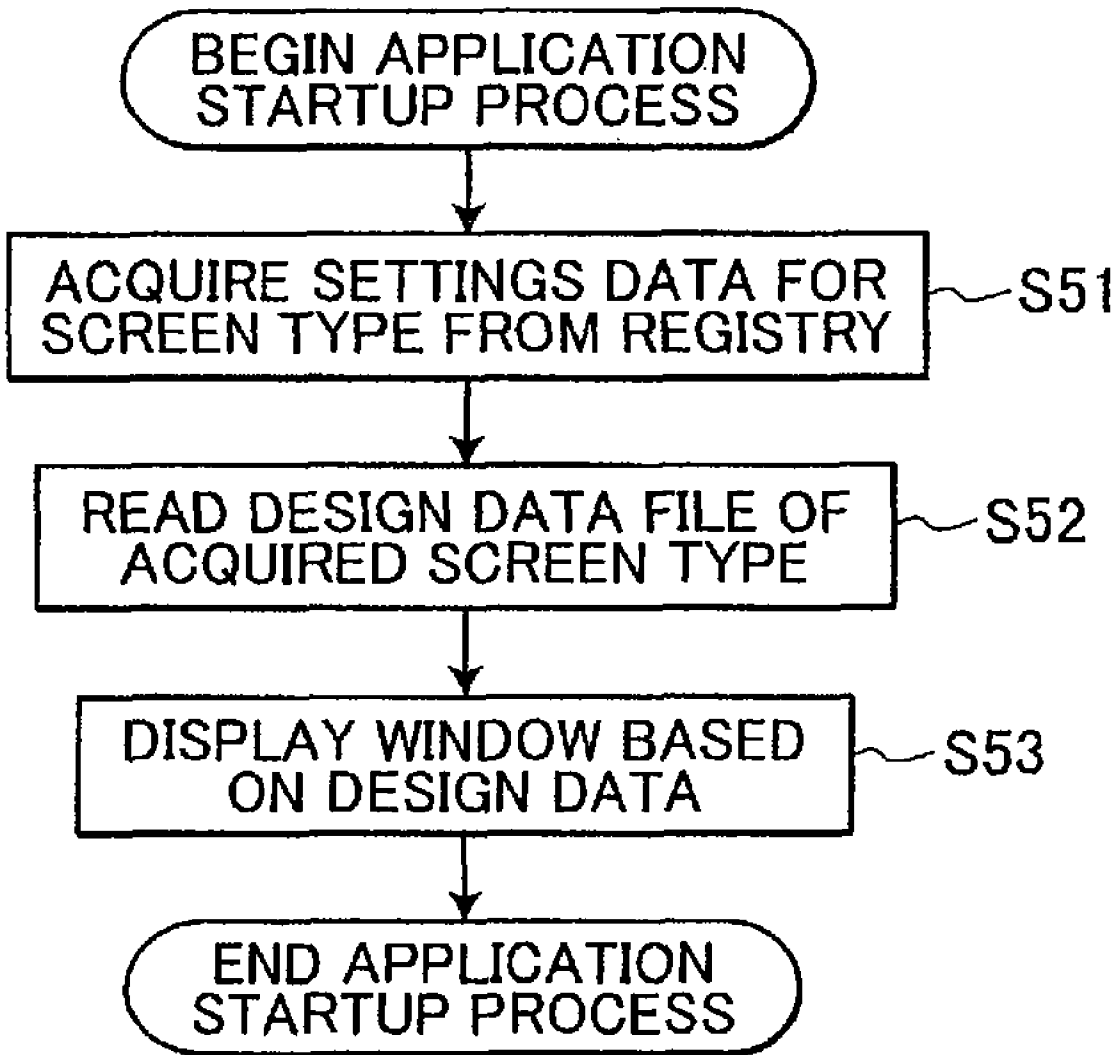 BEGIN APPLICATION
STARTUP PROCESS
ACQUIRE SETTINGS DATA FOR
SCREEN TYPE FROM REGISTRY
S51
READ DESIGN DATA FILE OF
ACQUIRED SCREEN TYPE
S52
DISPLAY WINDOW BASED
ON DESIGN DATA
S53
END APPLICATION
STARTUP PROCESS